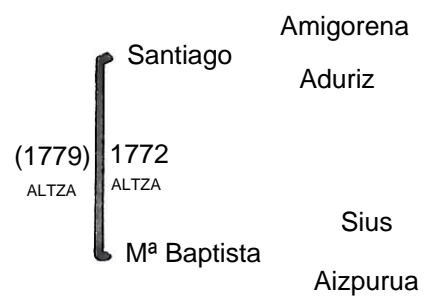 Amigorena
Santiago
Aduriz
(1779) 1772
ALTZA ALTZA
Sius
Mª Baptista
Aizpurua